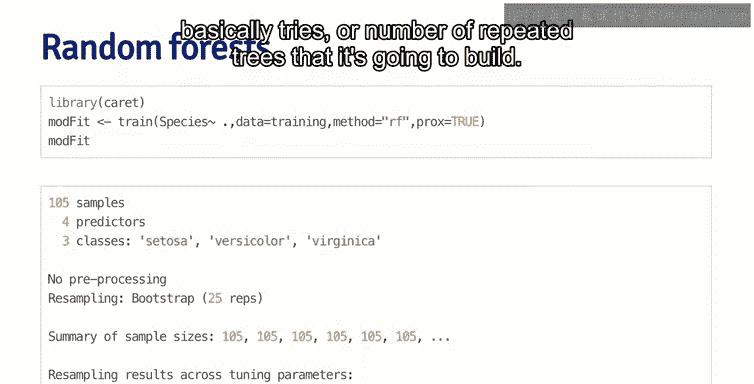 basically tries, or number of repeated
Random forests
trees that it's going to build.
library(caret)
modFit <- train(Species~ .,data=training,method="rf",prox=TRUE)
modFit
105 samples
4 predictors
3 classes: 'setosa', 'versicolor', 'virginica'
No pre-processing
Resampling: Bootstrap (25 reps)
Summary of sample sizes: 105, 105, 105, 105, 105, 105, ...
Resampling results across tuning parameters: